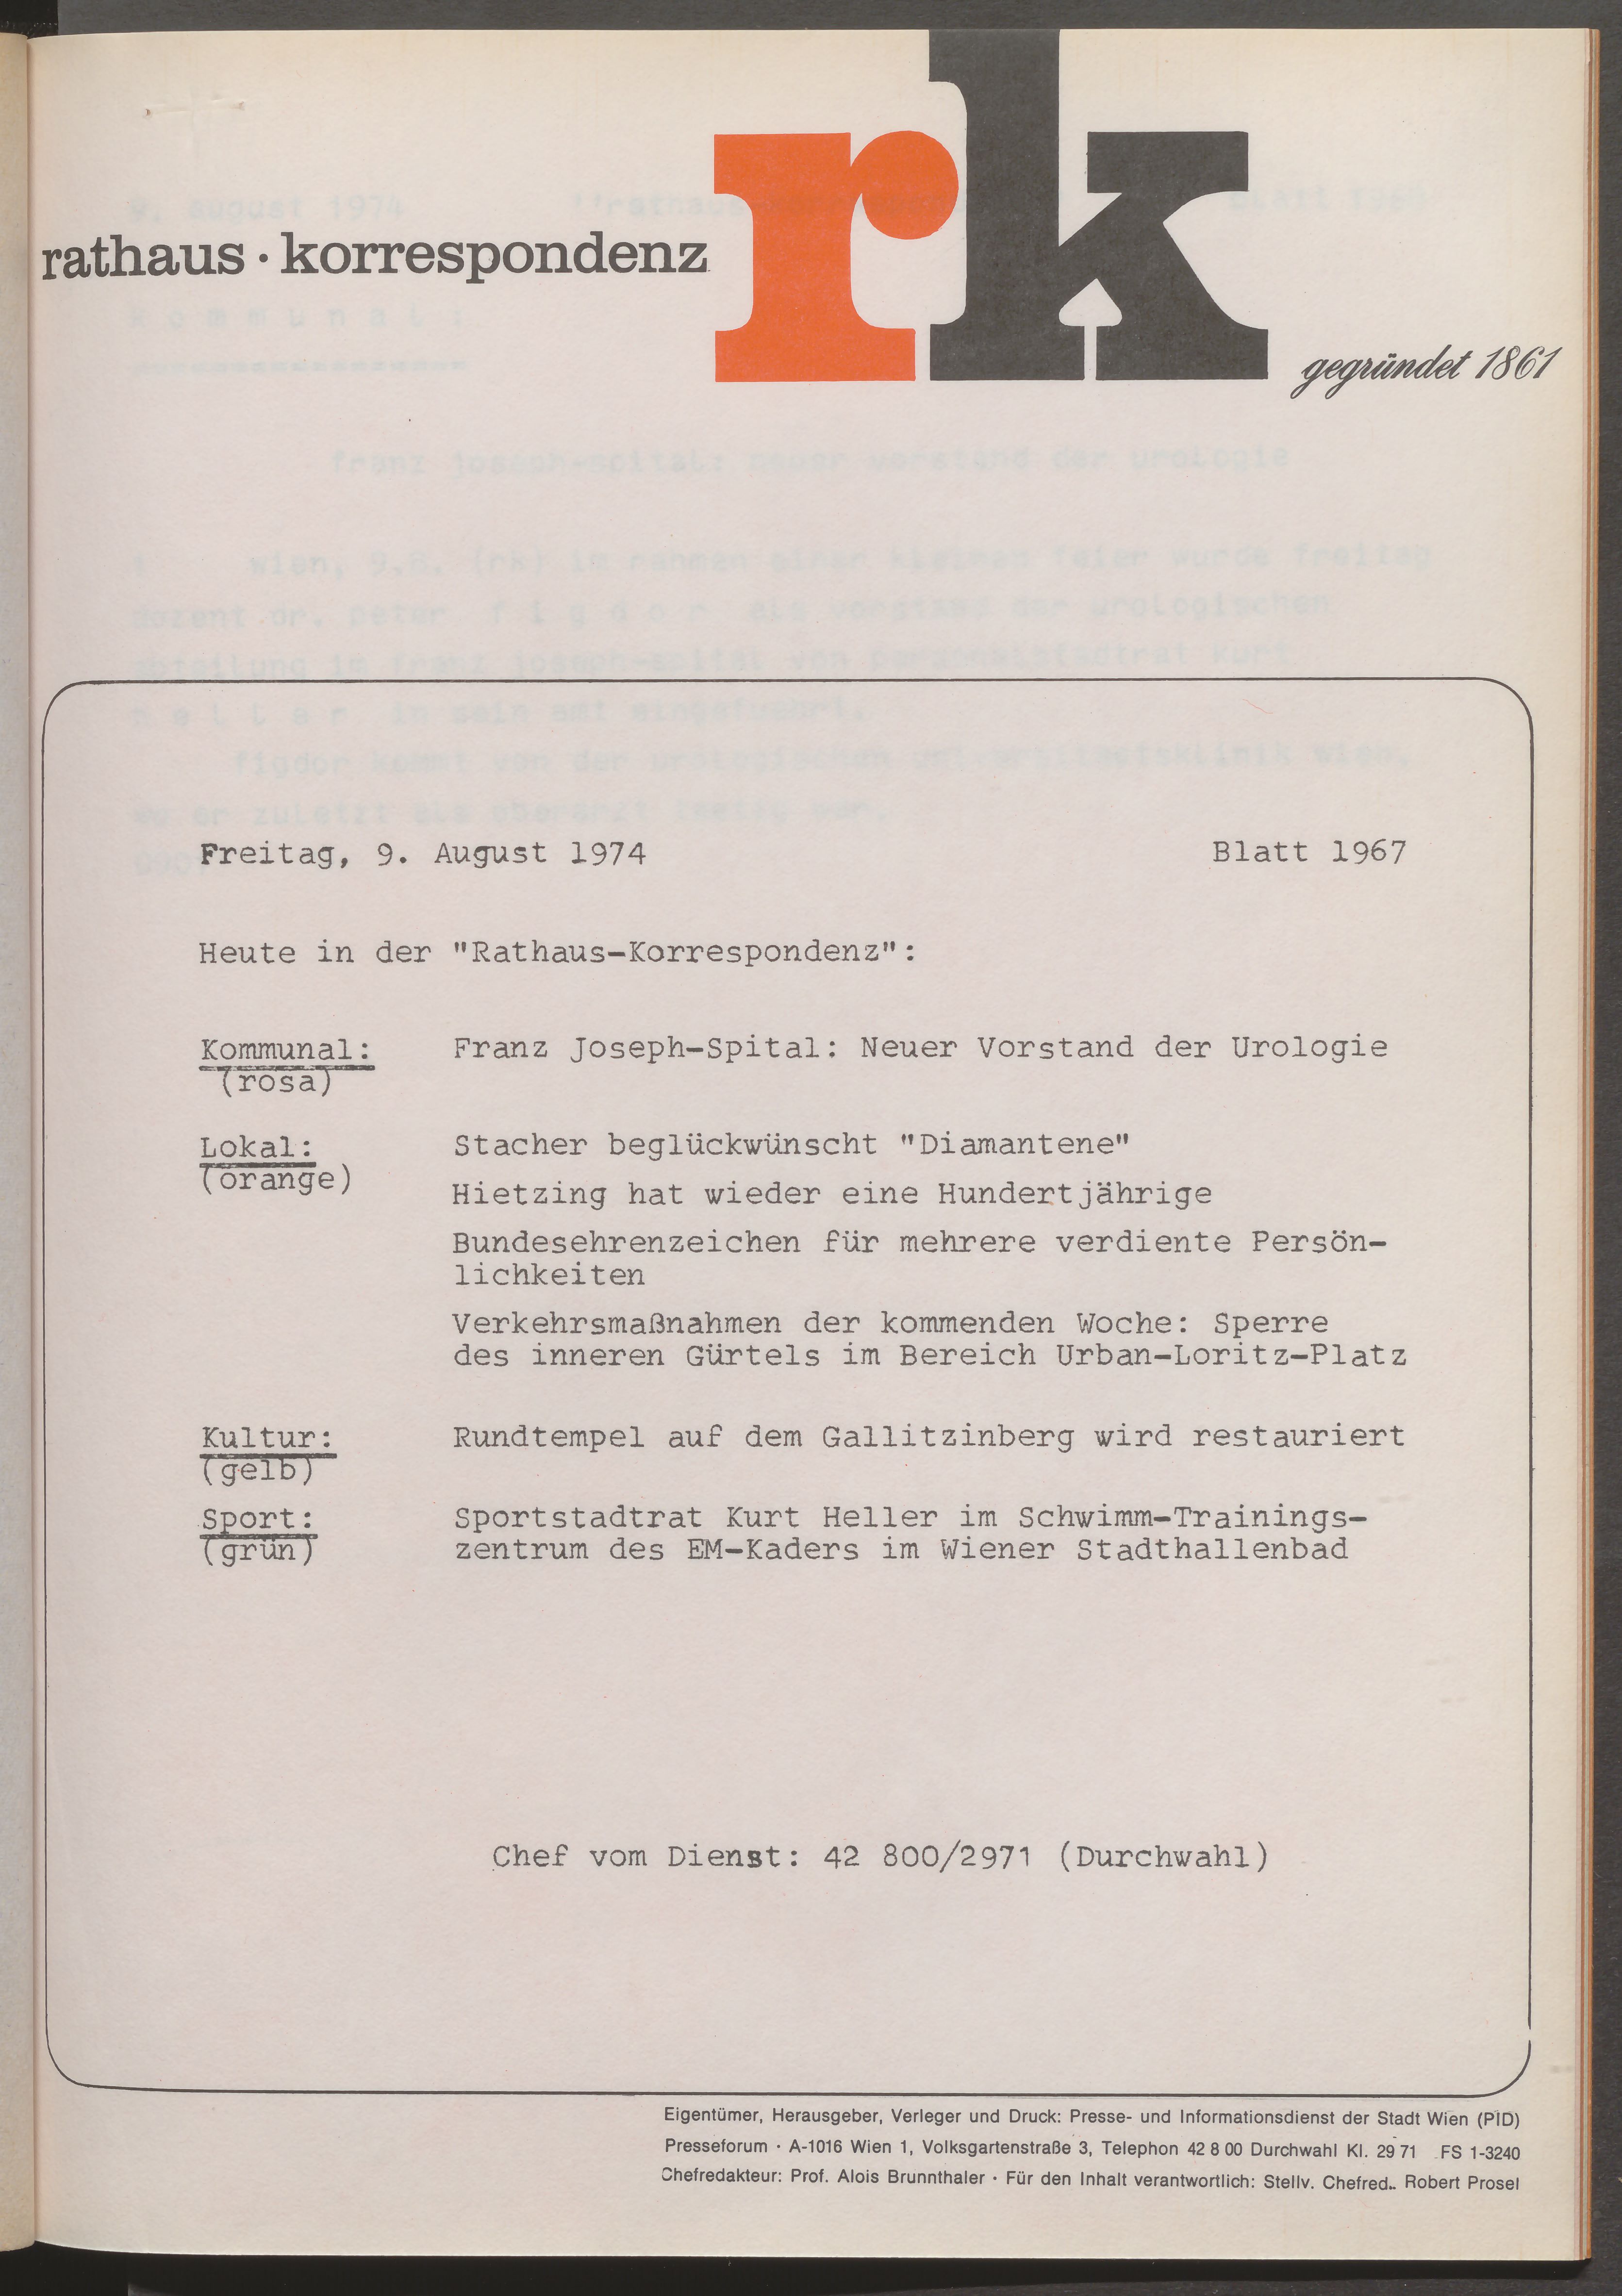 rk
rathaus · korrespondenz
gegründet 1861
Freitag, 9. August 1974 Blatt 1967
Heute in der "Rathaus-Korrespondenz":
Kommunal: Franz Joseph-Spital: Neuer Vorstand der Urologie
(rosa)
Lokal: Stacher beglückwünscht "Diamantene"
(orange)
Hietzing hat wieder eine Hundertjährige
Bundesehrenzeichen für mehrere verdiente Persön-
lichkeiten
Verkehrsmaßnahmen der kommenden Woche: Sperre
des inneren Gürtels im Bereich Urban-Loritz-Platz
Kultur: Rundtempel auf dem Gallitzinberg wird restauriert
(gelb)
Sport: Sportstadtrat Kurt Heller im Schwimm-Trainings-
(grün) zentrum des EM-Kaders im Wiener Stadthallenbad
Chef vom Dienst: 42 800/2971 (Durchwahl)
Eigentümer, Herausgeber, Verleger und Druck: Presse- und Informationsdienst der Stadt Wien (PID)
Presseforum · A-1016 Wien 1, Volksgartenstraße 3, Telephon 42 8 00 Durchwahl Kl. 29 71 FS 1-3240
Chefredakteur: Prof. Alois Brunnthaler · Für den Inhalt verantwortlich: Stellv. Chefred.. Robert Prosel